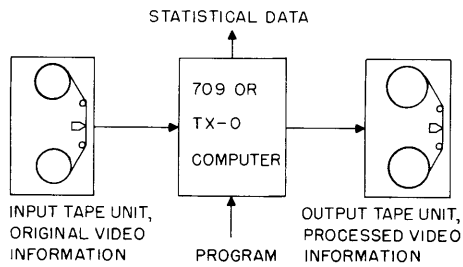 STATISTICAL DATA
709 OR
TX-0
COMPUTER
INPUT TAPE UNIT,
ORIGINAL VIDEO
INFORMATION
PROGRAM
OUTPUT TAPE UNIT,
PROCESSED VIDEO
INFORMATION